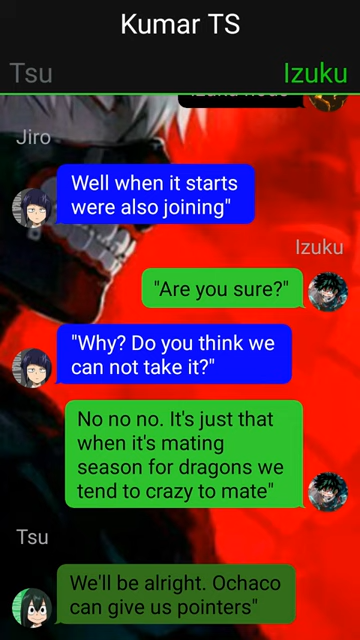 Kumar TS
Tsu
Izuku
Jiro
Well when it starts
were also joining"
Izuku
"Are you sure?"
"Why? Do you think we
can not take it?"
No no no. It's just that
when it's mating
season for dragons we
tend to crazy to mate"
Tsu
We'll be alright. Ochaco
can give us pointers"